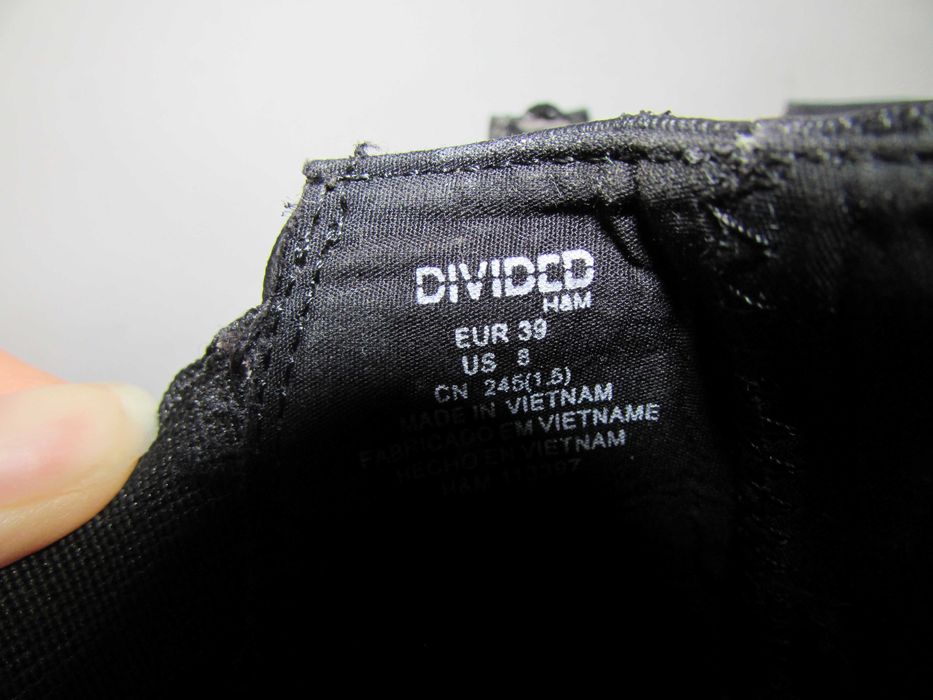 DIVIDED
H&M
EUR 39
US 8
CN 245(1.5)
MADE IN VIETNAM
FABRICADO EM VIETNAME
HECHO EN VIETNAM
H&M